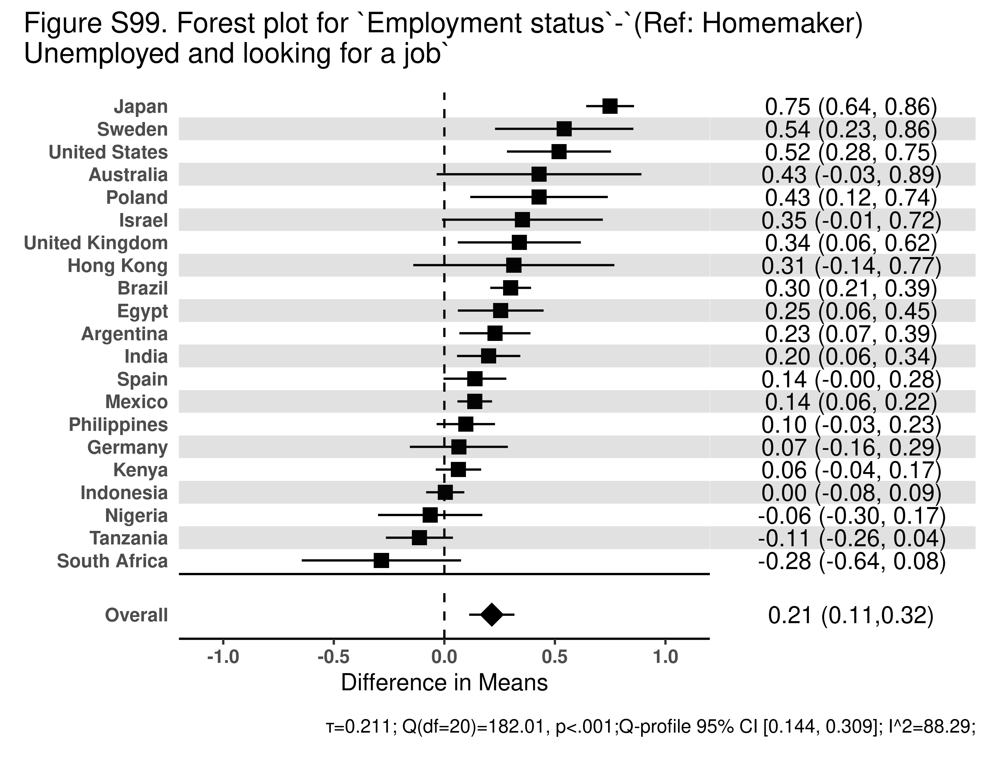 Figure S99. Forest plot for `Employment status`-`(Ref: Homemaker)
Unemployed and looking for a job`
Japan 0.75 (0.64, 0.86)
Sweden 0.54 (0.23, 0.86)
United States 0.52 (0.28, 0.75)
Australia 0.43 (-0.03, 0.89)
Poland 0.43 (0.12, 0.74)
Israel 0.35 (-0.01, 0.72)
United Kingdom 0.34 (0.06, 0.62)
Hong Kong 0.31 (-0.14, 0.77)
Brazil 0.30 (0.21, 0.39)
Egypt 0.25 (0.06, 0.45)
Argentina 0.23 (0.07, 0.39)
India 0.20 (0.06, 0.34)
Spain 0.14 (-0.00, 0.28)
Mexico 0.14 (0.06, 0.22)
Philippines 0.10 (-0.03, 0.23)
Germany 0.07 (-0.16, 0.29)
Kenya 0.06 (-0.04, 0.17)
Indonesia 0.00 (-0.08, 0.09)
Nigeria -0.06 (-0.30, 0.17)
Tanzania -0.11 (-0.26, 0.04)
South Africa -0.28 (-0.64, 0.08)
Overall 0.21 (0.11,0.32)
-1.0 -0.5 0.0 0.5 1.0
Difference in Means
τ=0.211; Q(df=20)=182.01, p<.001;Q-profile 95% CI [0.144, 0.309]; I^2=88.29;